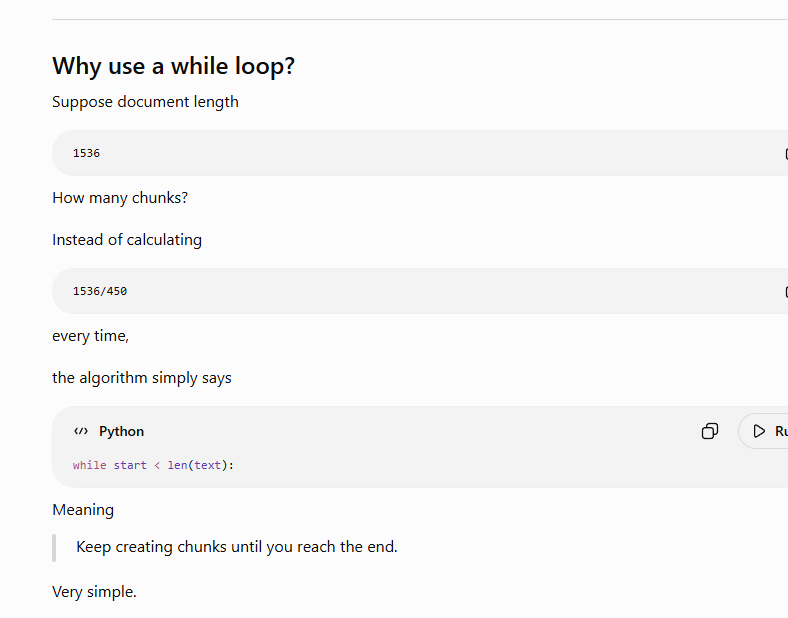 Why use a while loop?
Suppose document length
1536
How many chunks?
Instead of calculating
1536/450
every time,
the algorithm simply says
Python
while start < len(text):
Meaning
Keep creating chunks until you reach the end.
Very simple.